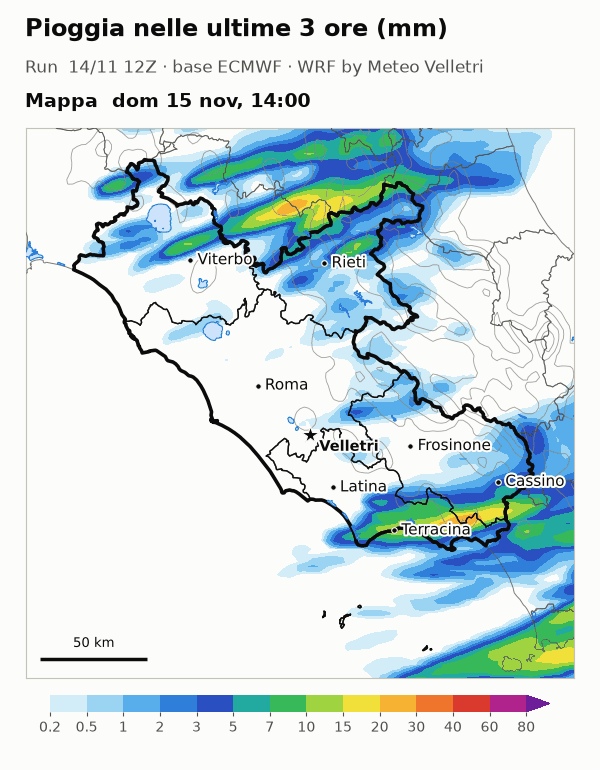 Pioggia nelle ultime 3 ore (mm)
Run  14/11 12Z · base ECMWF · WRF by Meteo Velletri
Mappa  dom 15 nov, 14:00
Viterbo
Rieti
Roma
Velletri
Frosinone
Latina
Cassino
Terracina
50 km
0.2 0.5 1 2 3 5 7 10 15 20 30 40 60 80